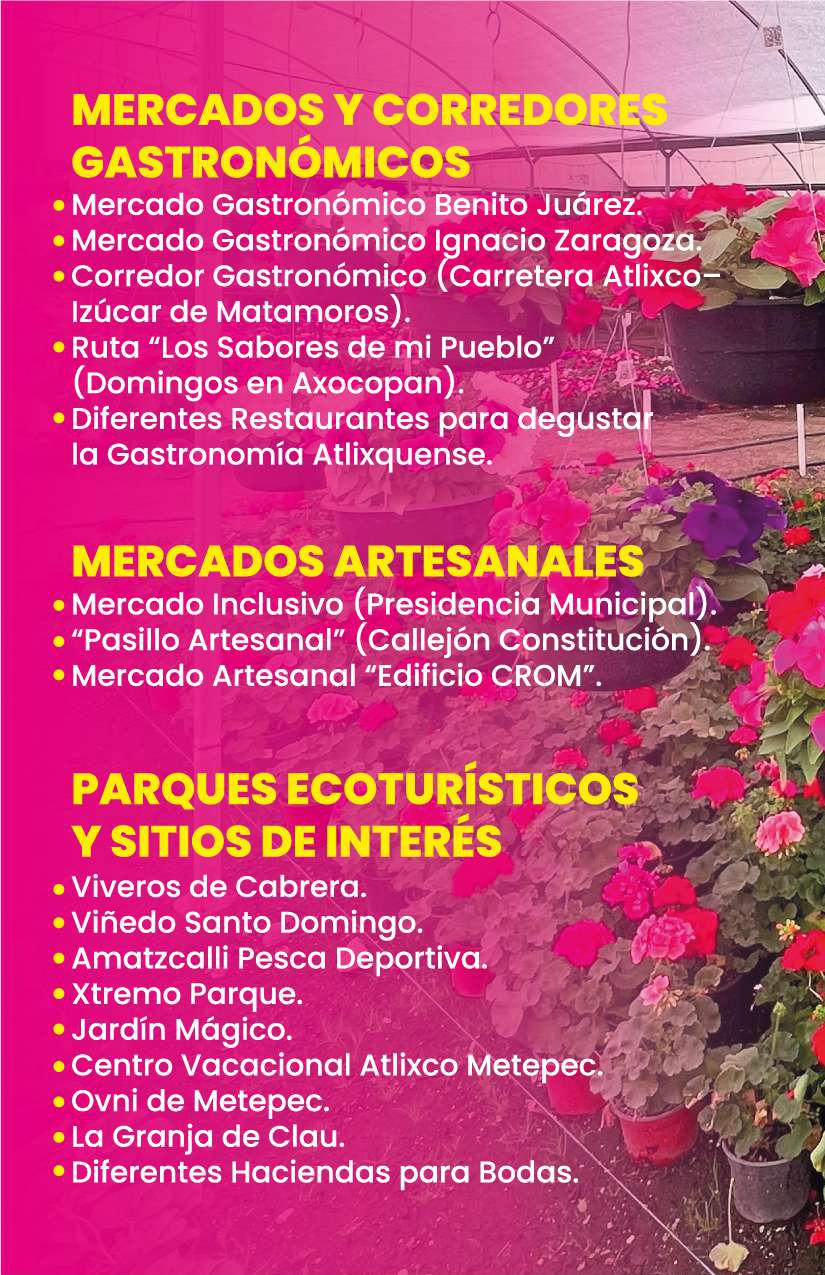 MERCADOS Y CORREDORES
GASTRONÓMICOS
• Mercado Gastronómico Benito Juárez.
• Mercado Gastronómico Ignacio Zaragoza.
• Corredor Gastronómico (Carretera Atlixco–
Izúcar de Matamoros).
• Ruta “Los Sabores de mi Pueblo”
(Domingos en Axocopan).
• Diferentes Restaurantes para degustar
la Gastronomía Atlixquense.
MERCADOS ARTESANALES
• Mercado Inclusivo (Presidencia Municipal).
• “Pasillo Artesanal” (Callejón Constitución).
• Mercado Artesanal “Edificio CROM”.
PARQUES ECOTURÍSTICOS
Y SITIOS DE INTERÉS
• Viveros de Cabrera.
• Viñedo Santo Domingo.
• Amatzcalli Pesca Deportiva.
• Xtremo Parque.
• Jardín Mágico.
• Centro Vacacional Atlixco Metepec.
• Ovni de Metepec.
• La Granja de Clau.
• Diferentes Haciendas para Bodas.